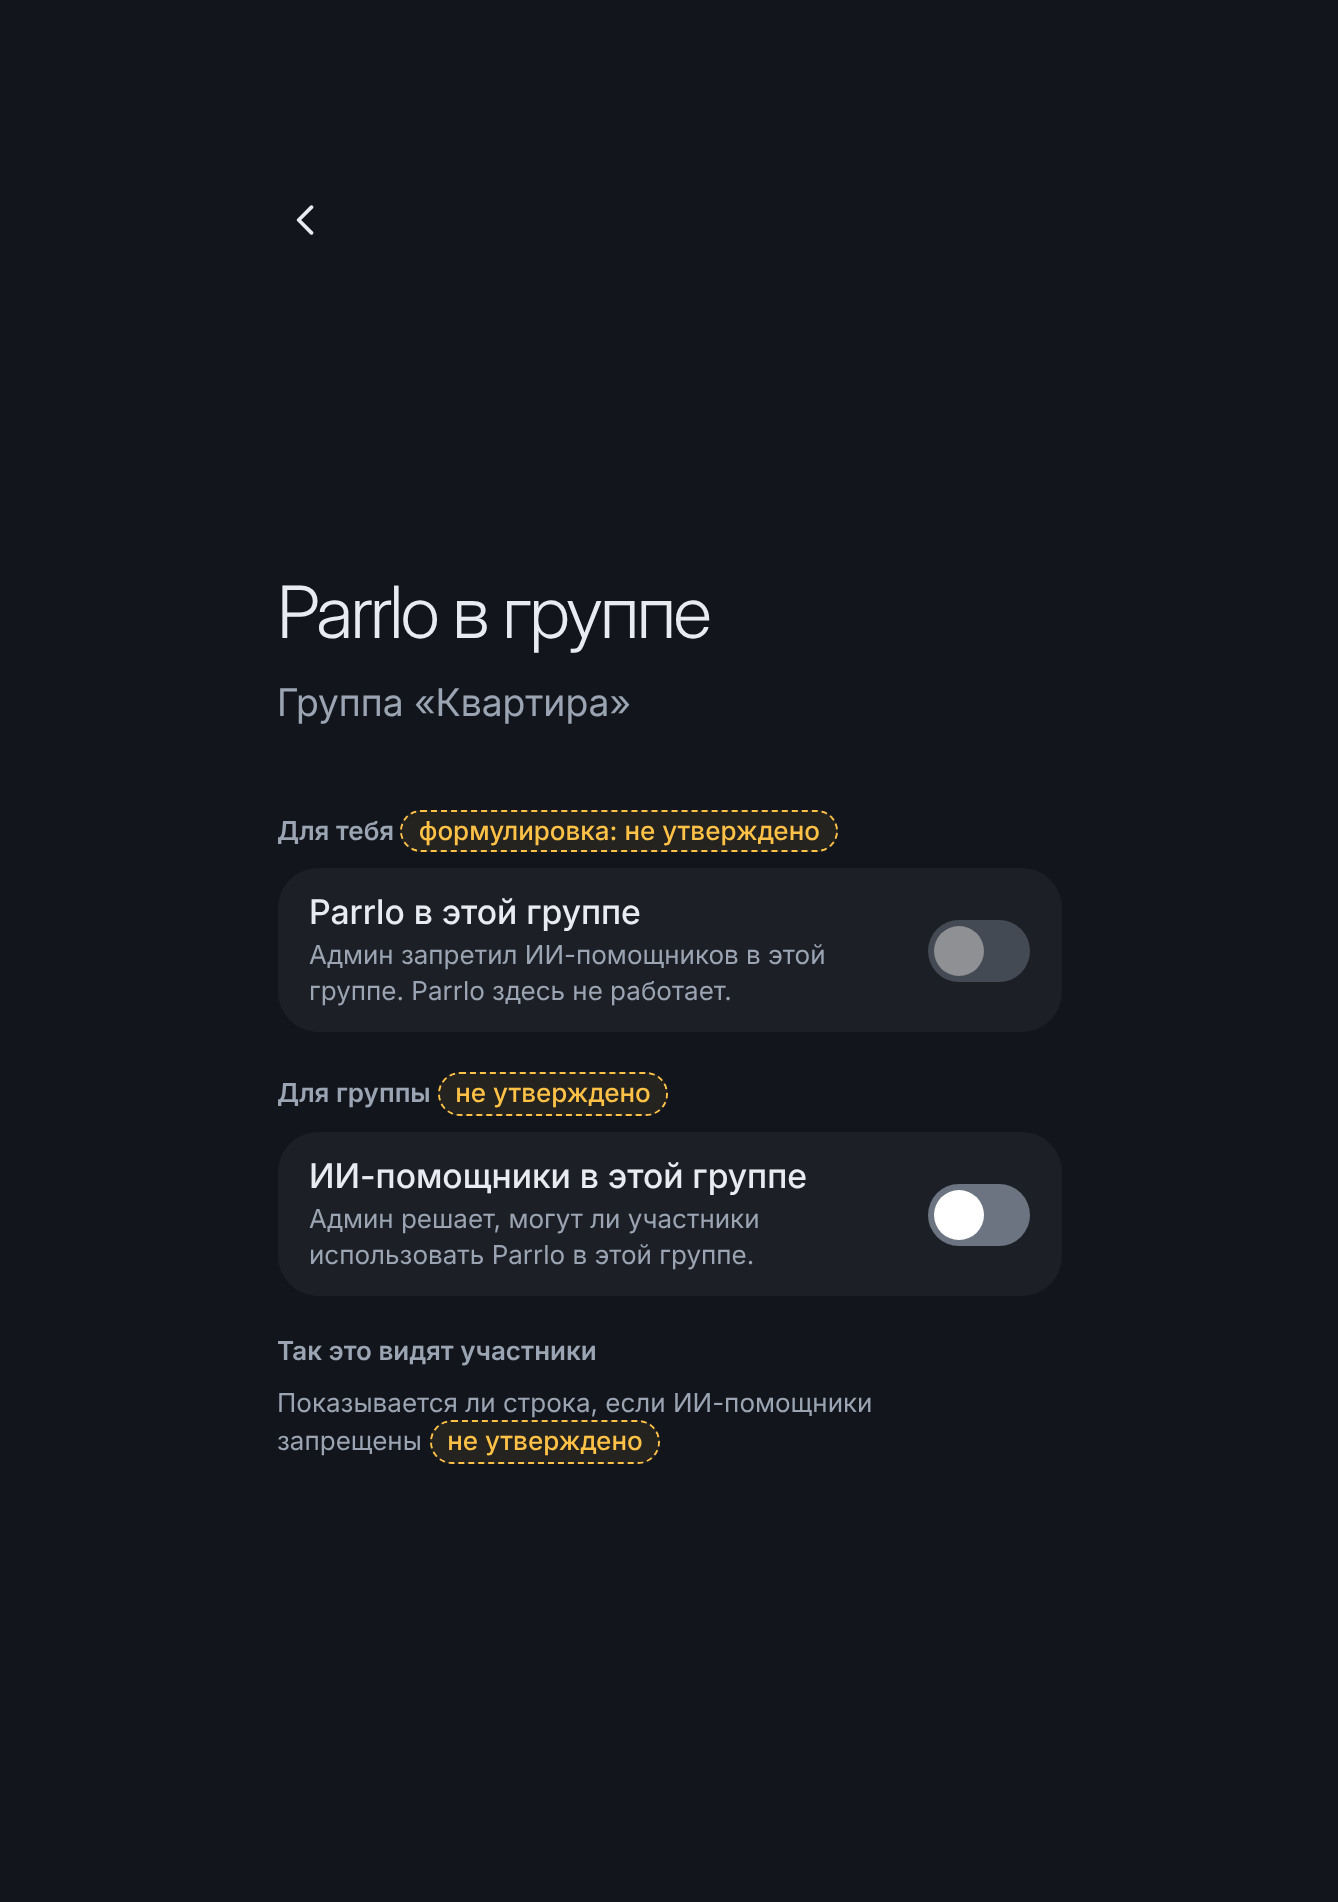 Parrlo в группе
Группа «Квартира»
Для тебя формулировка: не утверждено
Parrlo в этой группе
Админ запретил ИИ-помощников в этой
группе. Parrlo здесь не работает.
Для группы не утверждено
ИИ-помощники в этой группе
Админ решает, могут ли участники
использовать Parrlo в этой группе.
Так это видят участники
Показывается ли строка, если ИИ-помощники
запрещены не утверждено